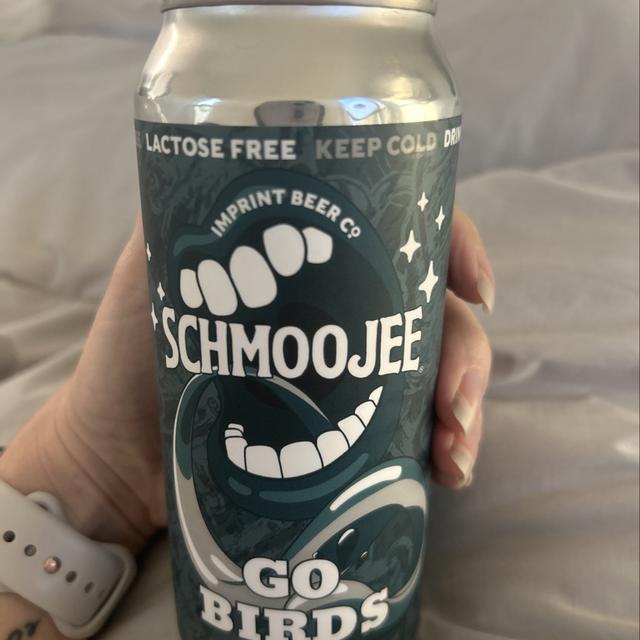 LACTOSE FREE KEEP COLD
IMPRINT BEER CO
SCHMOOJEE
GO
BIRDS